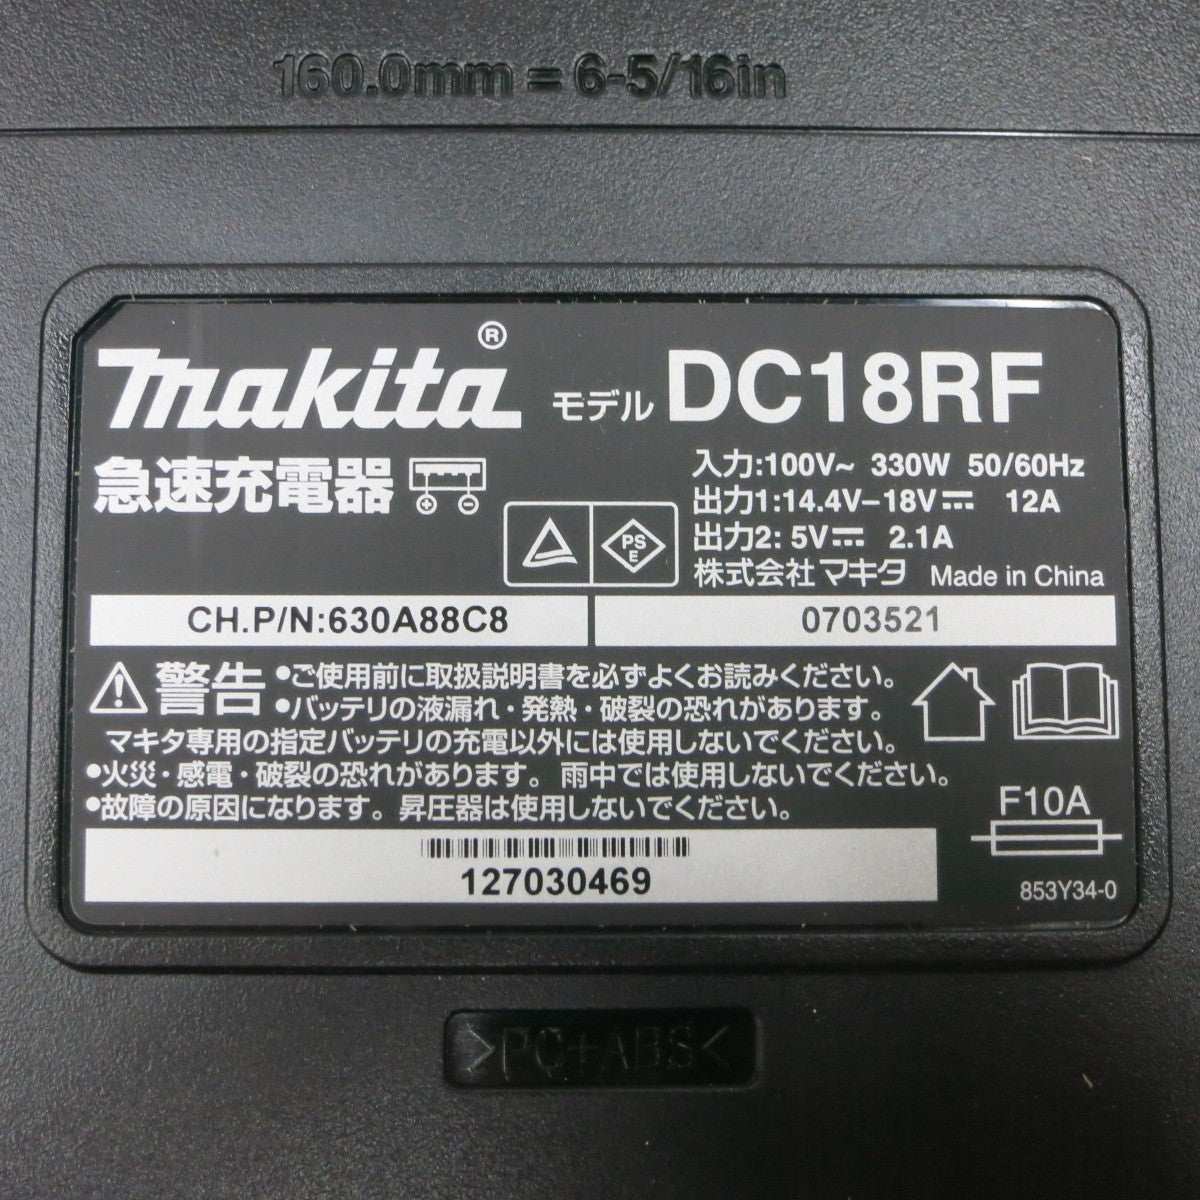 160.0mm = 6-5/16in
makita® モデル DC18RF
急速充電器
入力:100V~ 330W 50/60Hz
出力1:14.4V-18V⎓ 12A
出力2: 5V⎓ 2.1A
PS
E
株式会社 マキタ Made in China
CH.P/N:630A88C8
0703521
警告 •ご使用前に取扱説明書を必ずよくお読みください。
•バッテリの液漏れ・発熱・破裂の恐れがあります。
マキタ専用の指定バッテリの充電以外には使用しないでください。
•火災・感電・破裂の恐れがあります。雨中では使用しないでください。
•故障の原因になります。昇圧器は使用しないでください。
F10A
127030469
853Y34-0
>PC+ABS<